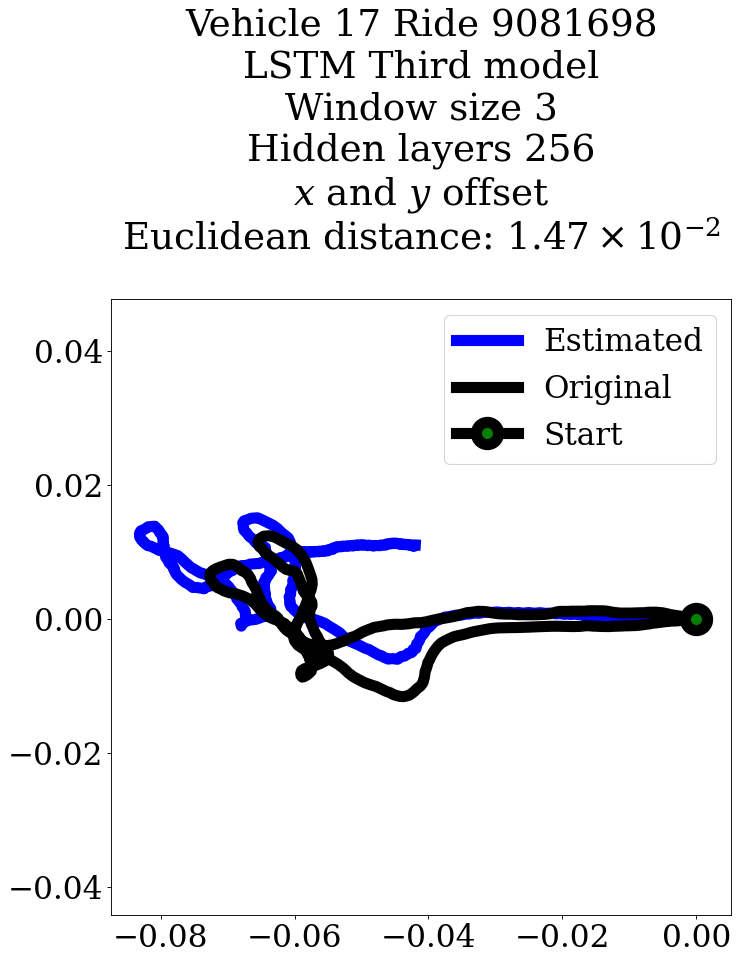 Vehicle 17 Ride 9081698
LSTM Third model
Window size 3
Hidden layers 256
x and y offset
Euclidean distance: 1.47 × 10⁻²
Estimated
Original
Start
0.04
0.02
0.00
−0.02
−0.04
−0.08 −0.06 −0.04 −0.02 0.00